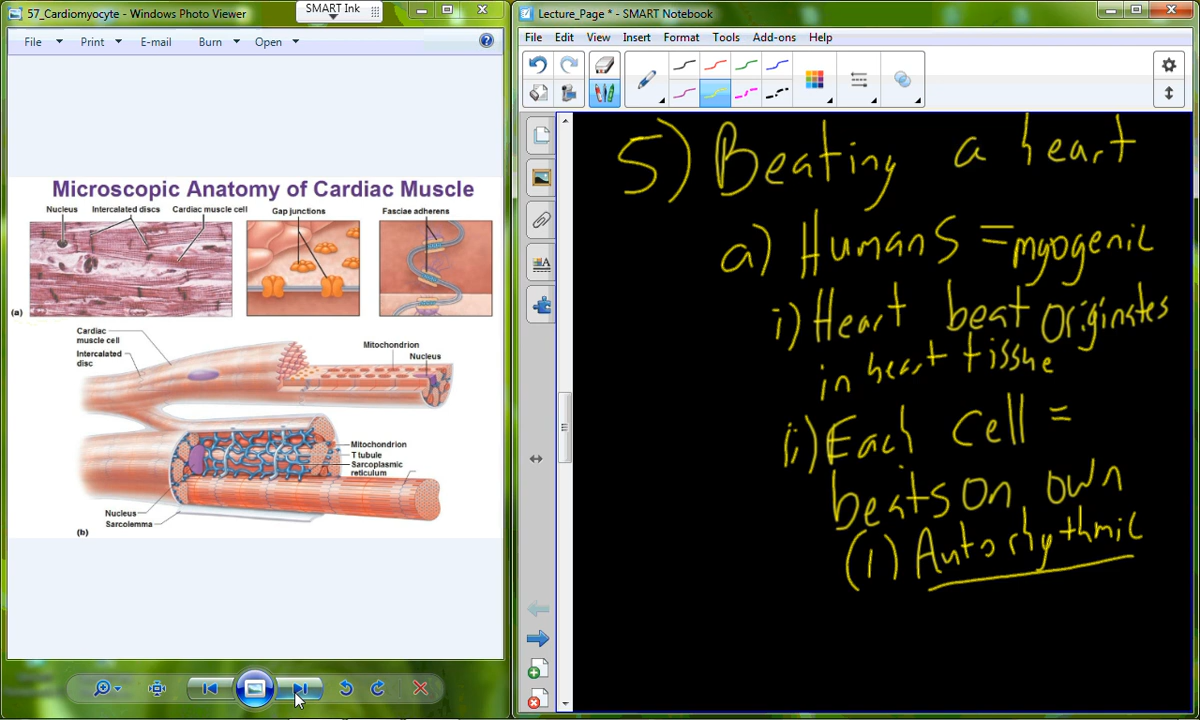 57_Cardiomyocyte - Windows Photo Viewer
SMART Ink
File Print E-mail Burn Open
Microscopic Anatomy of Cardiac Muscle
Nucleus Intercalated discs Cardiac muscle cell Gap junctions Fasciae adherens
(a)
Cardiac
muscle cell
Intercalated
disc
Mitochondrion
Nucleus
Mitochondrion
T tubule
Sarcoplasmic
reticulum
Nucleus
Sarcolemma
(b)
Lecture_Page * - SMART Notebook
File Edit View Insert Format Tools Add-ons Help
5) Beating a heart
a) Humans = myogenic
i) Heart beat originates
in heart tissue
ii) Each cell =
beats on own
(1) Autorhythmic